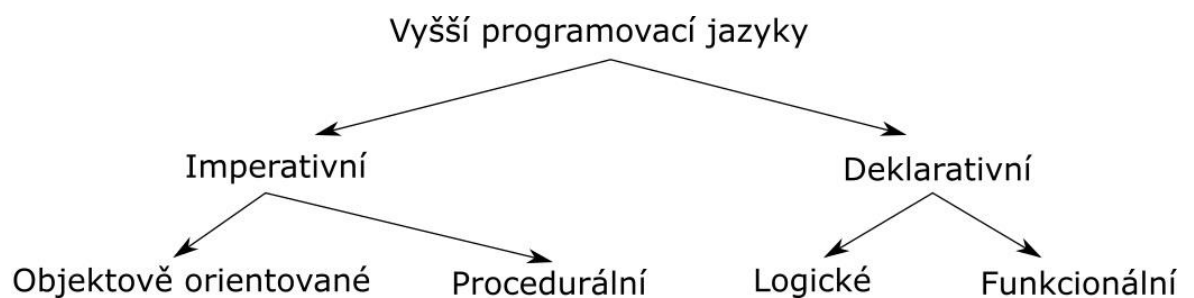 Vyšší programovací jazyky
Imperativní
Deklarativní
Objektově orientované
Procedurální
Logické
Funkcionální